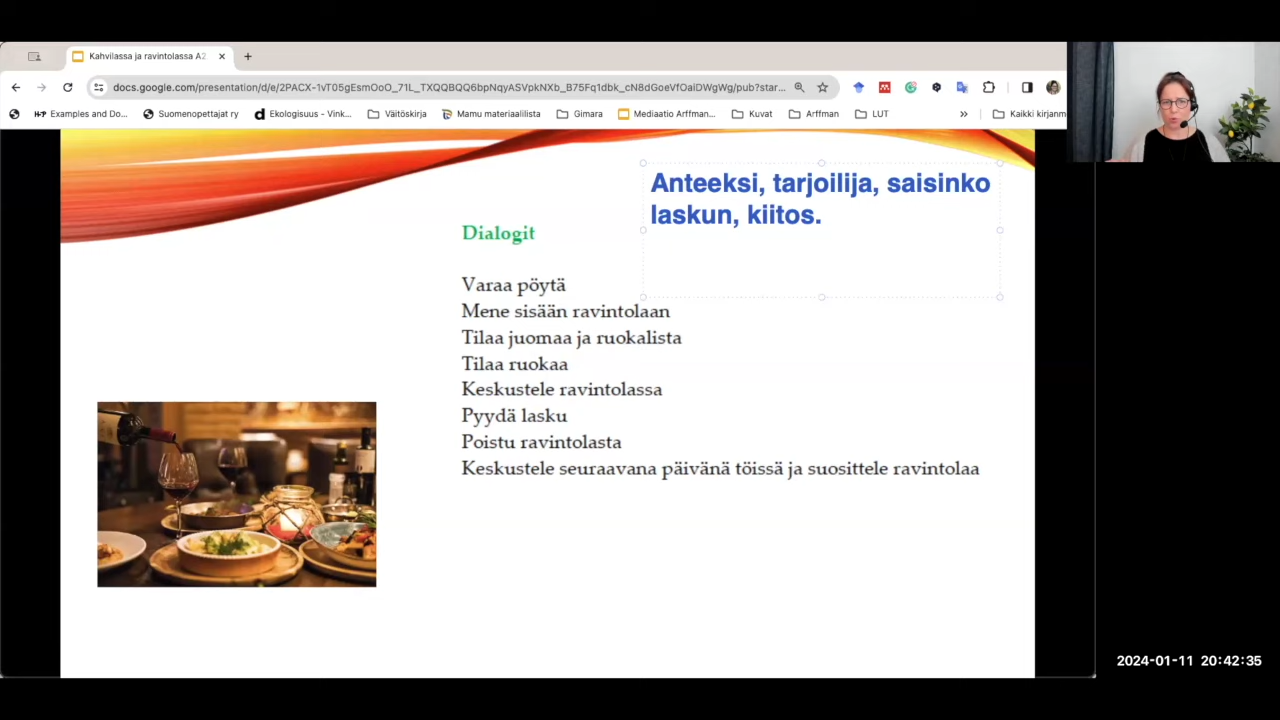 Kahvilassa ja ravintolassa A2
docs.google.com/presentation/d/e/2PACX-1vT05gEsmOoO_71L_TXQQBQQ6bpNqyASVpkNXb_B75Fq1dbk_cN8dGoeVfOaiDWgWg/pub?star...
Examples and Do...
Suomenopettajat ry
Ekologisuus - Vink...
Väitöskirja
Mamu materiaalilista
Gimara
Mediaatio Arffman...
Kuvat
Arffman
LUT
»
Kaikki kirjanm
Anteeksi, tarjoilija, saisinko
laskun, kiitos.
Dialogit
Varaa pöytä
Mene sisään ravintolaan
Tilaa juomaa ja ruokalista
Tilaa ruokaa
Keskustele ravintolassa
Pyydä lasku
Poistu ravintolasta
Keskustele seuraavana päivänä töissä ja suosittele ravintolaa
2024-01-11 20:42:35